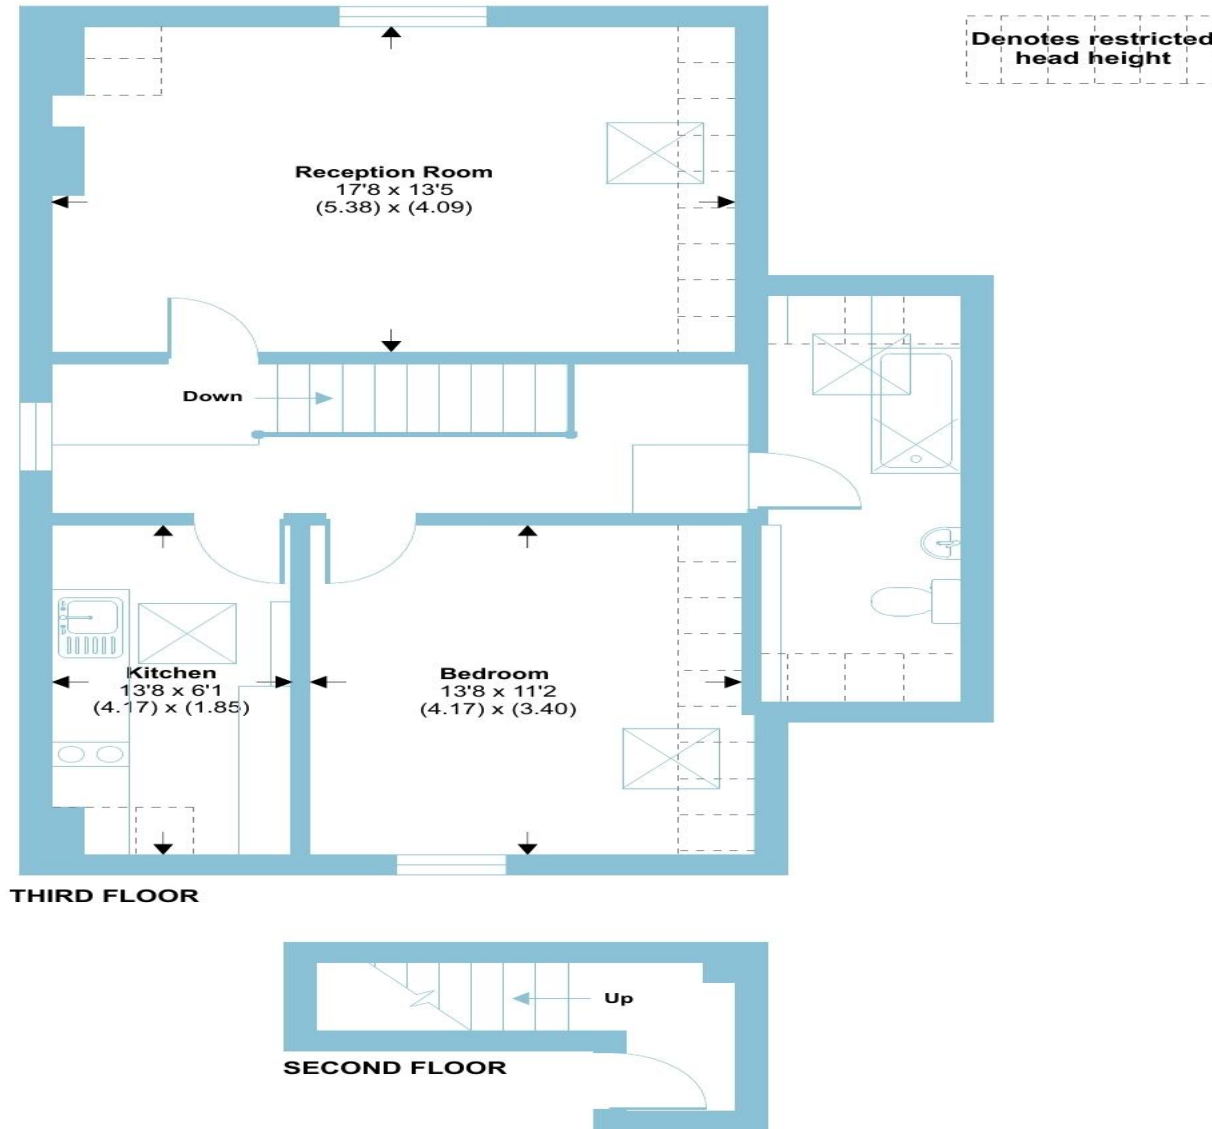 Denotes restricted
head height
Reception Room
17'8 x 13'5
(5.38) x (4.09)
Down
Kitchen
13'8 x 6'1
(4.17) x (1.85)
Bedroom
13'8 x 11'2
(4.17) x (3.40)
THIRD FLOOR
Up
SECOND FLOOR